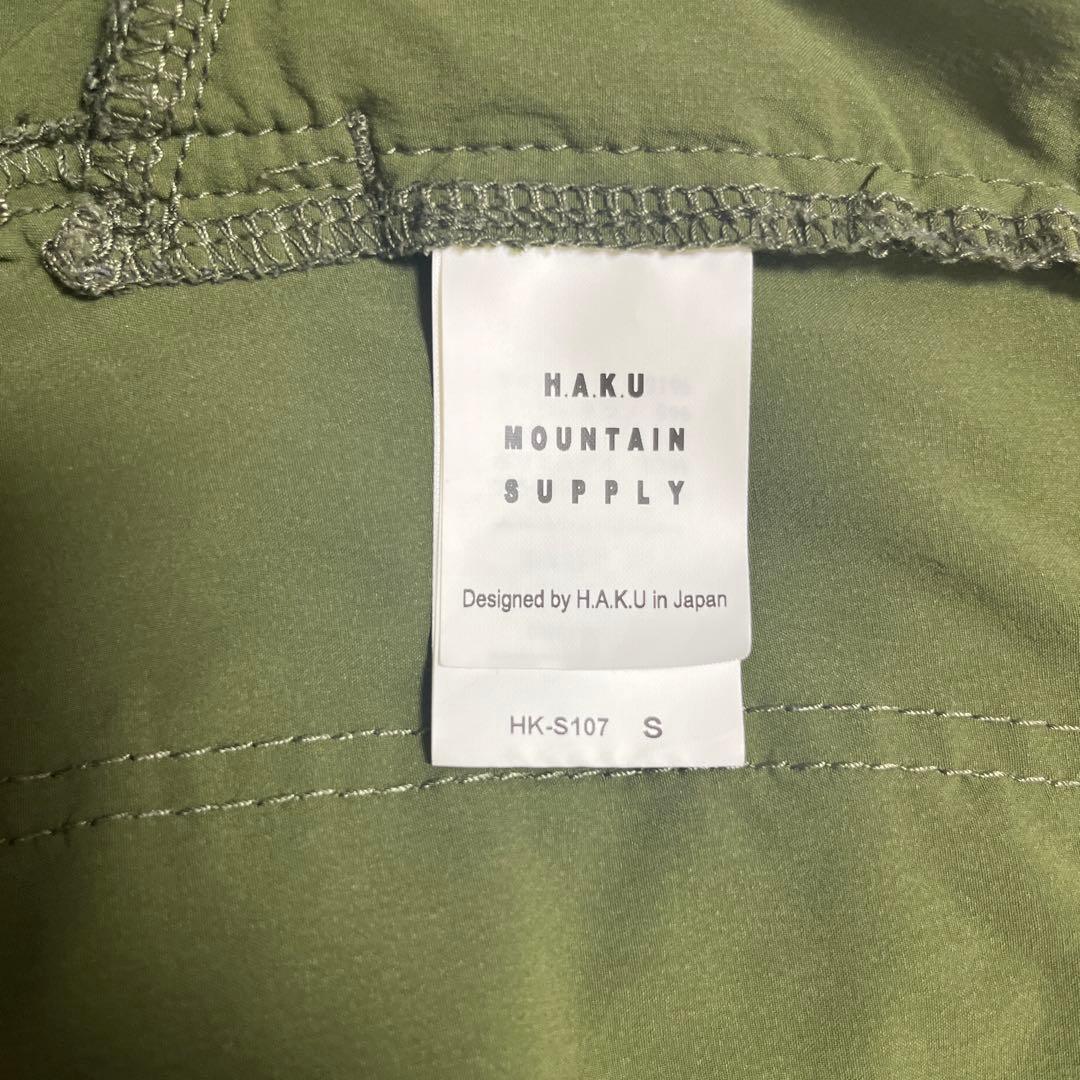 H.A.K.U
MOUNTAIN
SUPPLY
Designed by H.A.K.U in Japan
HK-S107 S